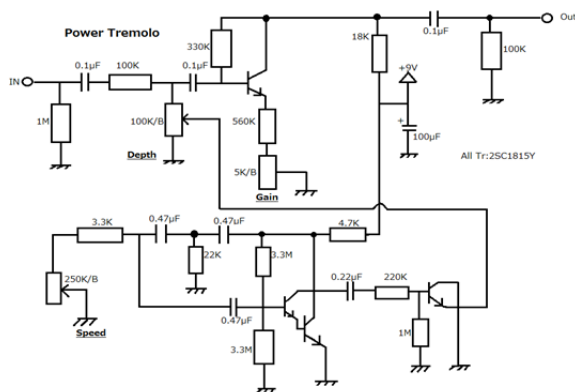 Power Tremolo
Out
0.1µF
330K
18K
0.1µF
100K
0.1µF
+9V
100K
IN
1M
100K/B
560K
+
100µF
Depth
5K/B
All Tr:2SC1815Y
Gain
0.47µF
0.47µF
3.3K
4.7K
22K
3.3M
250K/B
0.22µF
220K
0.47µF
1M
Speed
3.3M